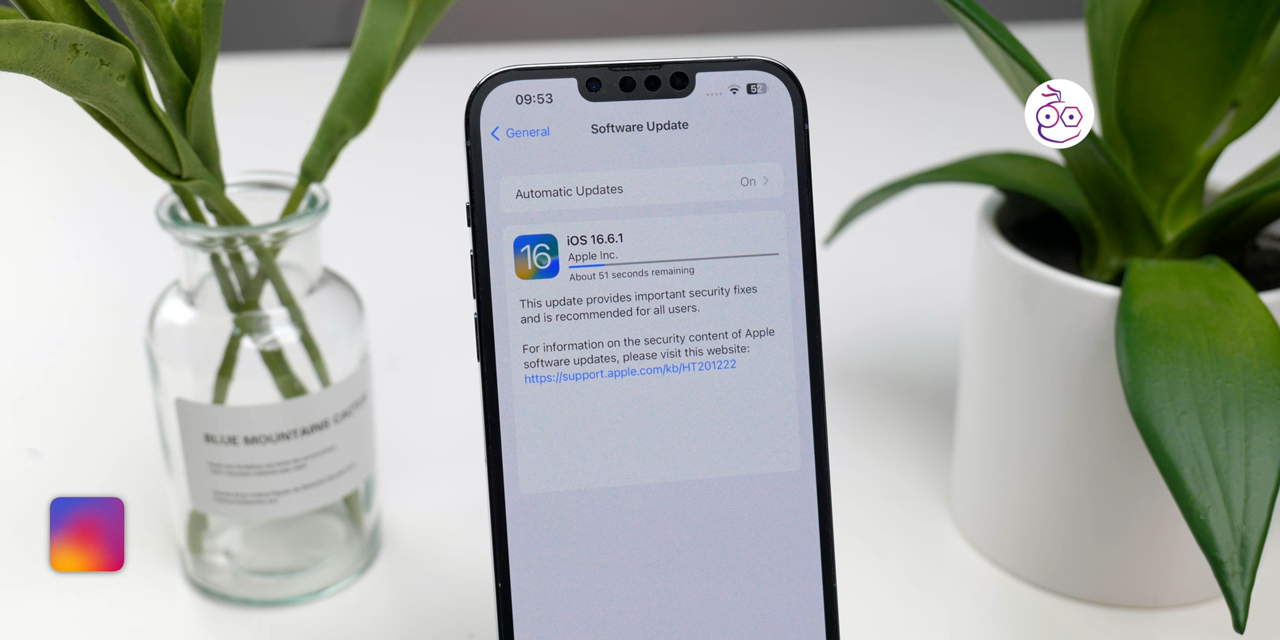 09:53
52
General
Software Update
Automatic Updates
On
16
iOS 16.6.1
Apple Inc.
About 51 seconds remaining
This update provides important security fixes
and is recommended for all users.
For information on the security content of Apple
software updates, please visit this website:
https://support.apple.com/kb/HT201222
BLUE MOUNTAINS